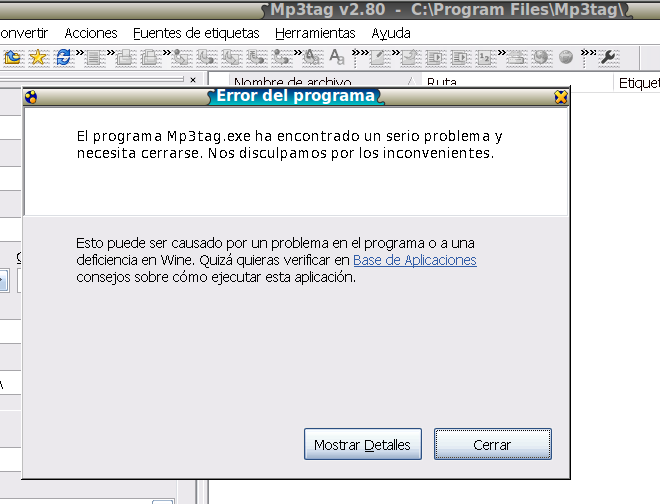 Mp3tag v2.80 - C:\Program Files\Mp3tag\
onvertir Acciones Fuentes de etiquetas Herramientas Ayuda
Nombre de archivo Ruta Etiquet
Error del programa
El programa Mp3tag.exe ha encontrado un serio problema y
necesita cerrarse. Nos disculpamos por los inconvenientes.
Esto puede ser causado por un problema en el programa o a una
deficiencia en Wine. Quizá quieras verificar en Base de Aplicaciones
consejos sobre cómo ejecutar esta aplicación.
Mostrar Detalles Cerrar